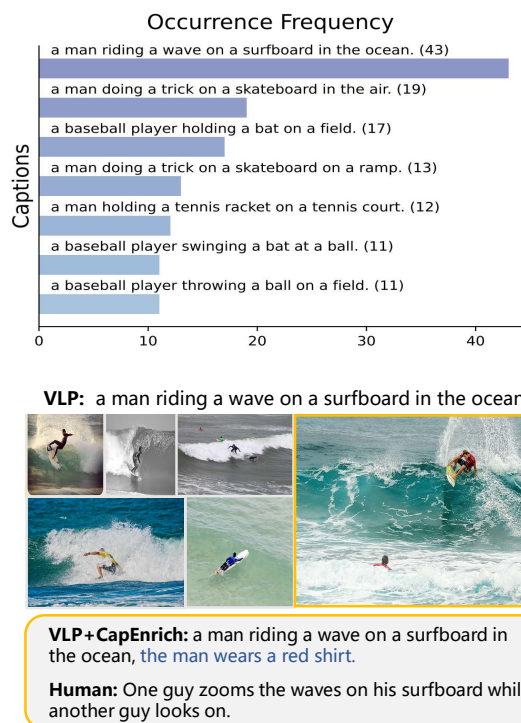 Occurrence Frequency
Captions
a man riding a wave on a surfboard in the ocean. (43)
a man doing a trick on a skateboard in the air. (19)
a baseball player holding a bat on a field. (17)
a man doing a trick on a skateboard on a ramp. (13)
a man holding a tennis racket on a tennis court. (12)
a baseball player swinging a bat at a ball. (11)
a baseball player throwing a ball on a field. (11)
0 10 20 30 40
VLP: a man riding a wave on a surfboard in the ocean
VLP+CapEnrich: a man riding a wave on a surfboard in
the ocean, the man wears a red shirt.
Human: One guy zooms the waves on his surfboard whil
another guy looks on.